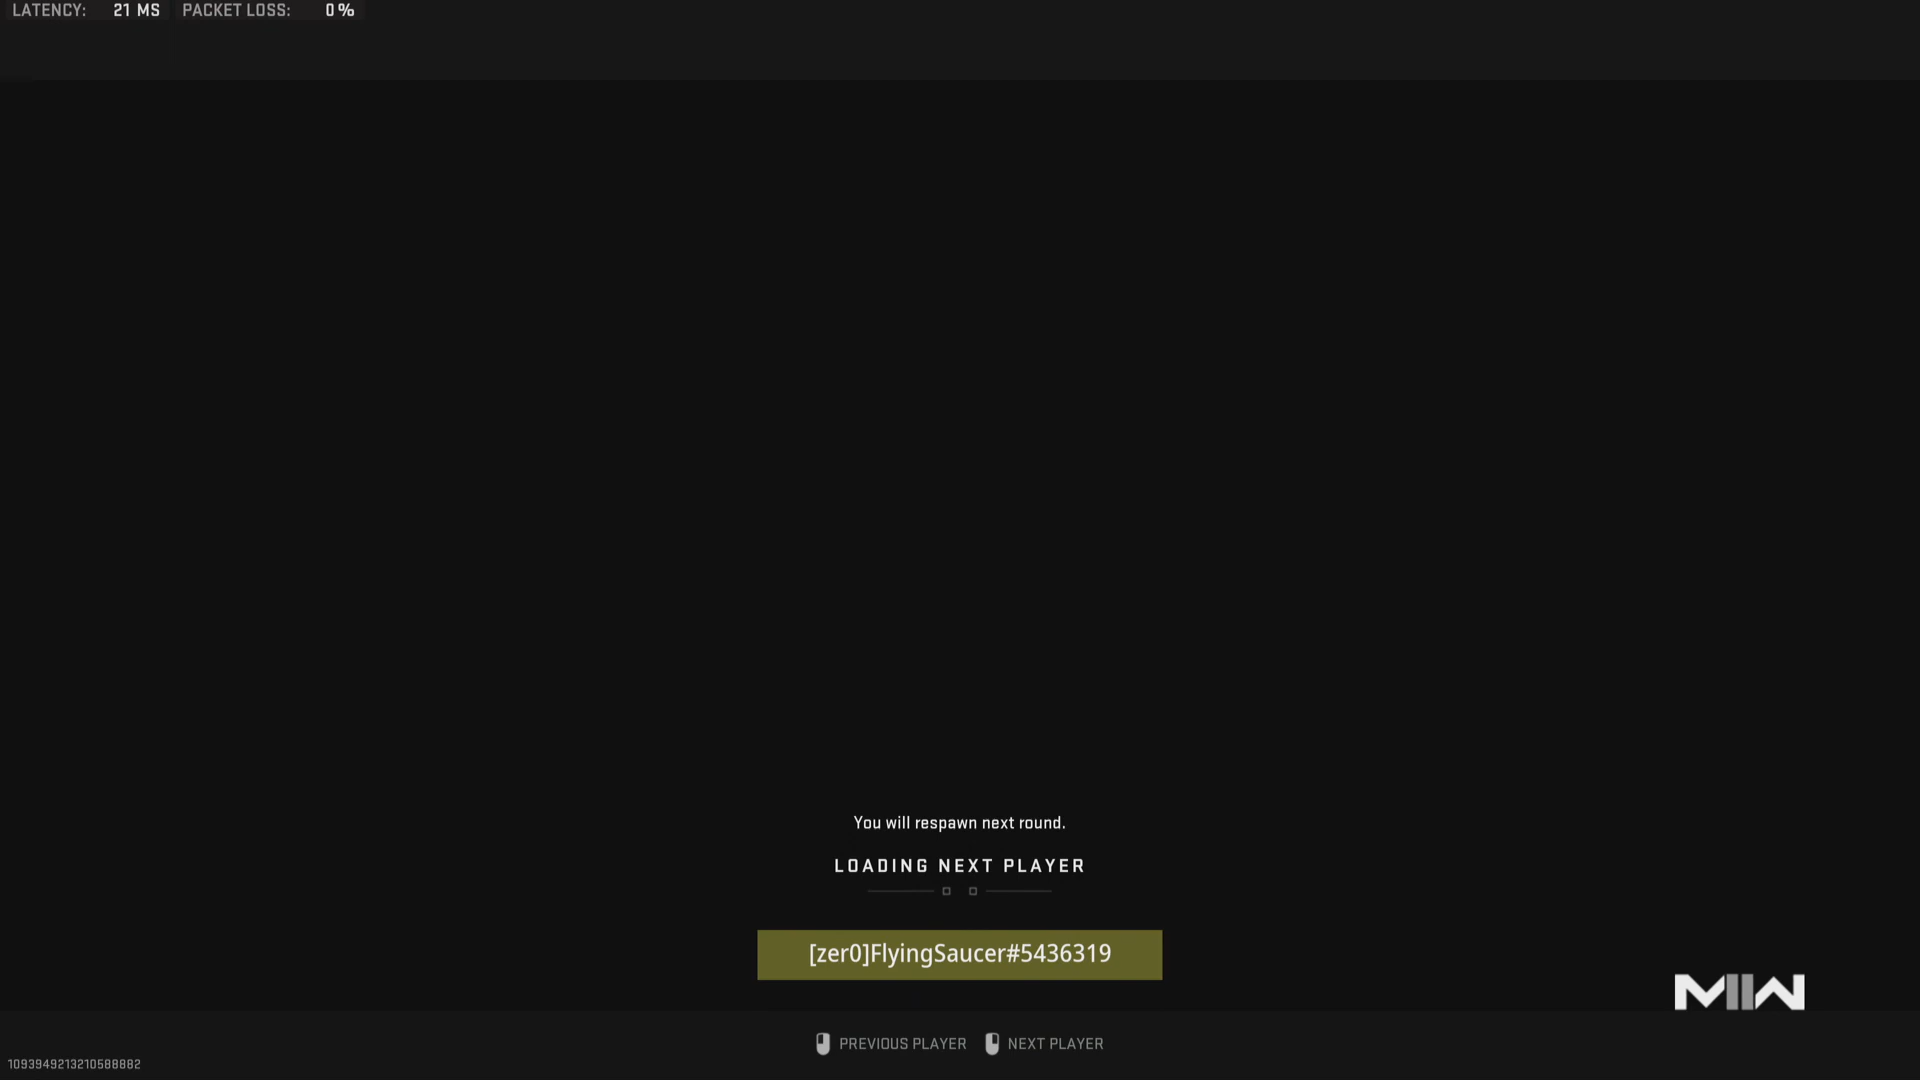 LATENCY: 21 MS PACKET LOSS: 0%
You will respawn next round.
LOADING NEXT PLAYER
[zer0]FlyingSaucer#5436319
MIIW
PREVIOUS PLAYER NEXT PLAYER
1093949213210588882